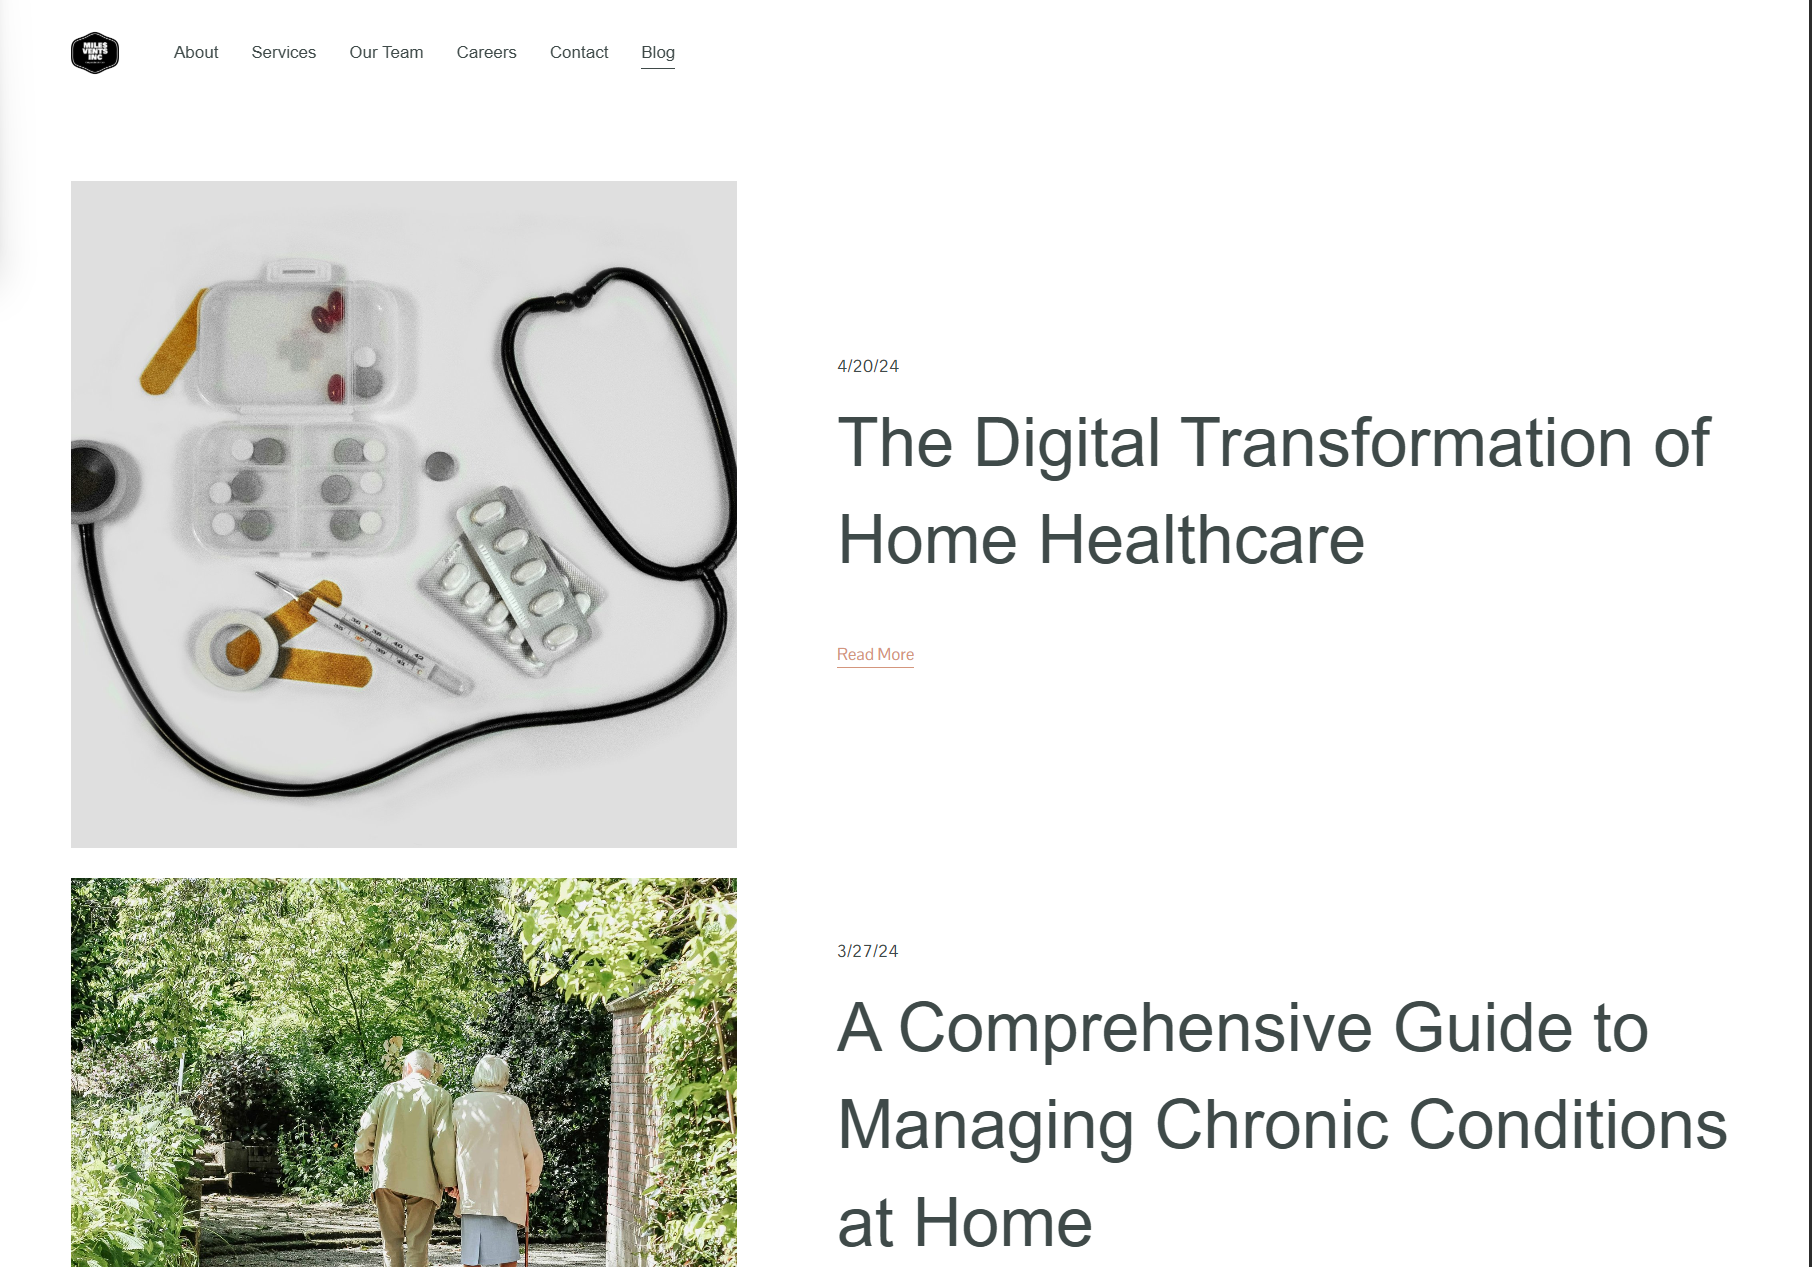 MILES
VENTS
INC
About
Services
Our Team
Careers
Contact
Blog
4/20/24
The Digital Transformation of
Home Healthcare
Read More
3/27/24
A Comprehensive Guide to
Managing Chronic Conditions
at Home